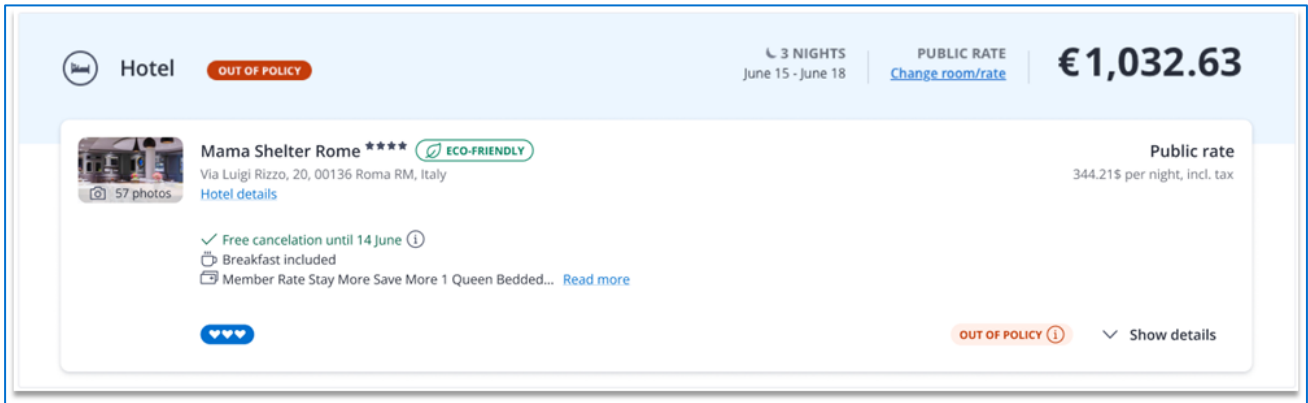 Hotel OUT OF POLICY
3 NIGHTS
June 15 - June 18
PUBLIC RATE
Change room/rate
€1,032.63
57 photos
Mama Shelter Rome ECO-FRIENDLY
Via Luigi Rizzo, 20, 00136 Roma RM, Italy
Hotel details
Public rate
344.21$ per night, incl. tax
Free cancelation until 14 June
Breakfast included
Member Rate Stay More Save More 1 Queen Bedded... Read more
OUT OF POLICY Show details